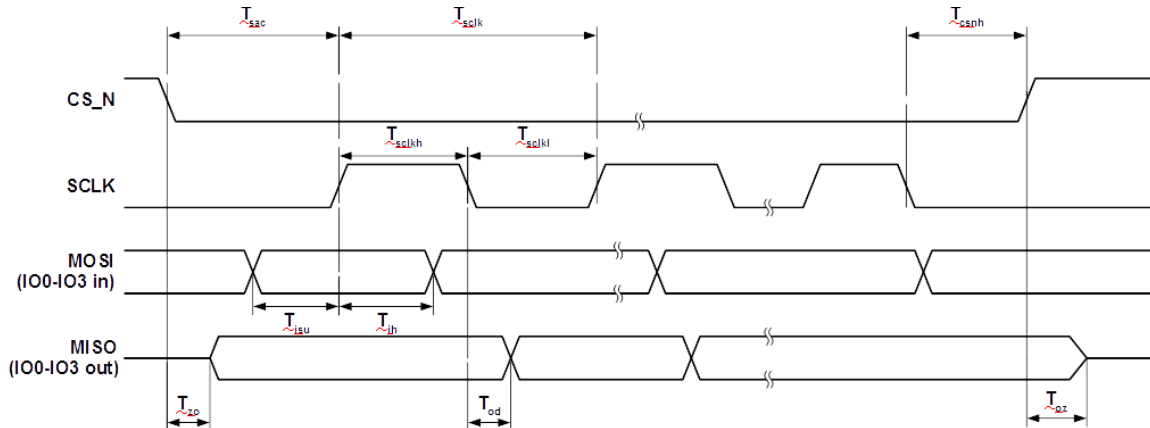 Tsac
Tsclk
Tcsnh
CS_N
Tsclkh
Tsclkl
SCLK
MOSI
(IO0-IO3 in)
Tisu
Tih
MISO
(IO0-IO3 out)
Tzo
Tod
Toz